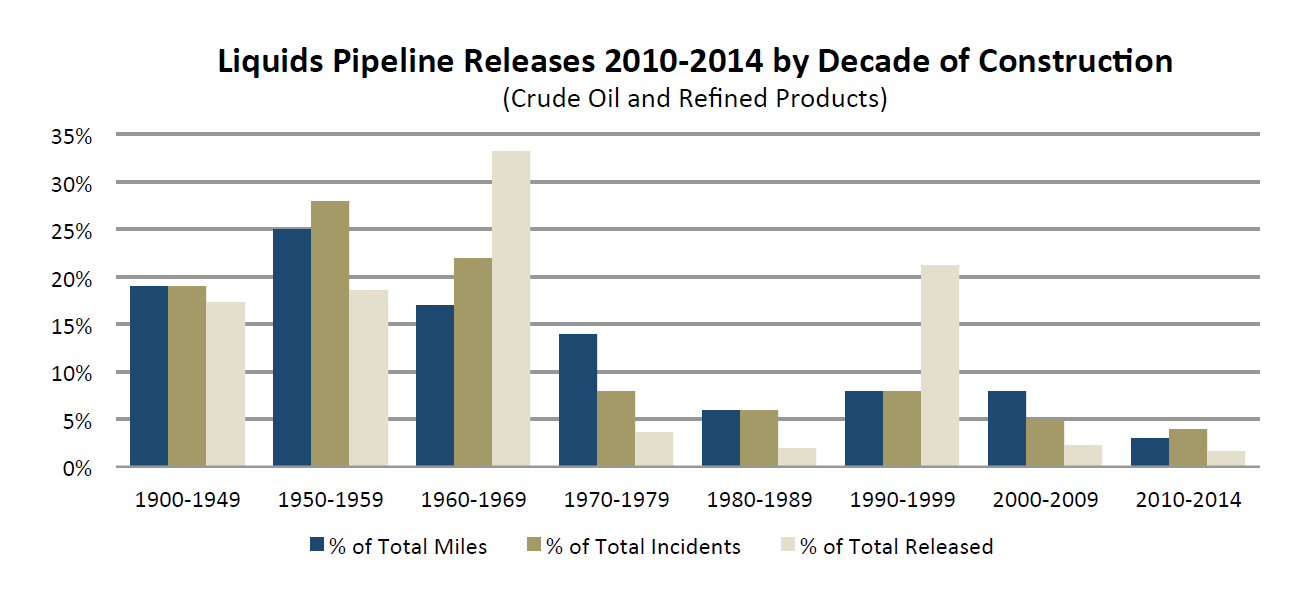 Liquids Pipeline Releases 2010-2014 by Decade of Construction
(Crude Oil and Refined Products)
35%
30%
25%
20%
15%
10%
5%
0%
1900-1949 1950-1959 1960-1969 1970-1979 1980-1989 1990-1999 2000-2009 2010-2014
% of Total Miles % of Total Incidents % of Total Released